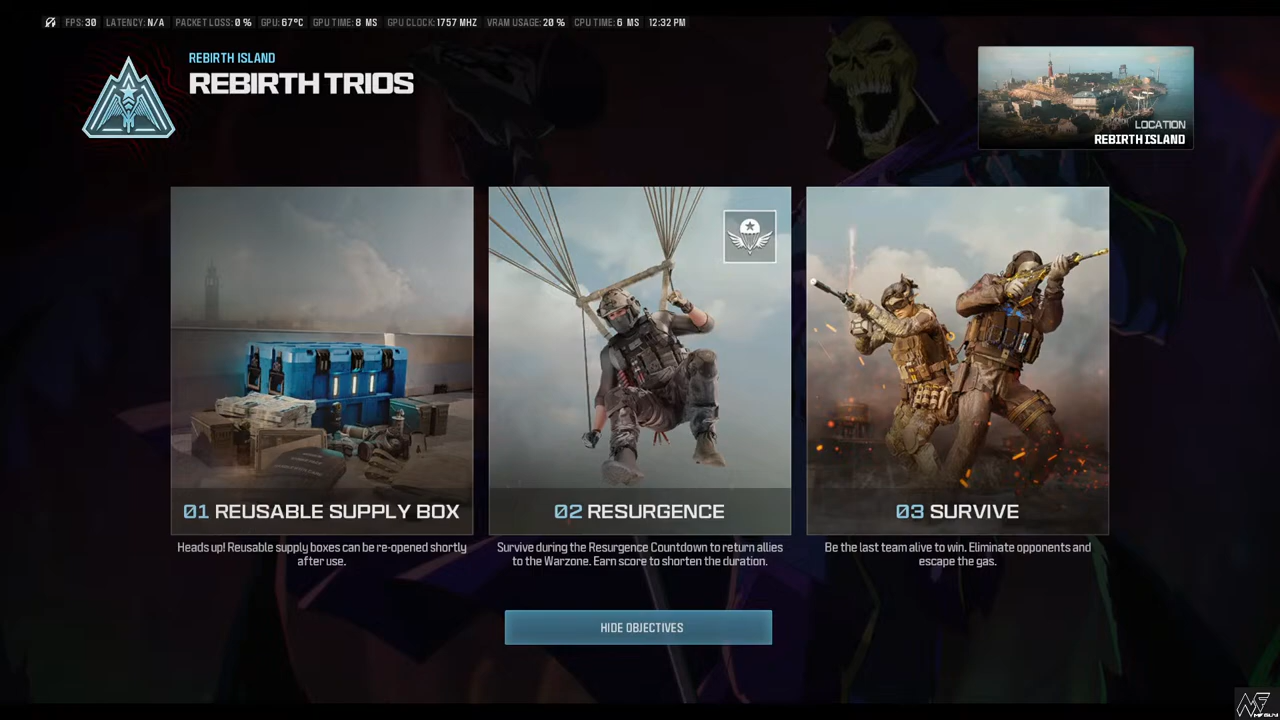 FPS: 30 LATENCY: N/A PACKET LOSS: 0 % GPU: 67°C GPU TIME: 8 MS GPU CLOCK: 1757 MHZ VRAM USAGE: 20 % CPU TIME: 6 MS 12:32 PM
REBIRTH ISLAND
REBIRTH TRIOS
LOCATION
REBIRTH ISLAND
01 REUSABLE SUPPLY BOX
Heads up! Reusable supply boxes can be re-opened shortly
after use.
02 RESURGENCE
Survive during the Resurgence Countdown to return allies
to the Warzone. Earn score to shorten the duration.
03 SURVIVE
Be the last team alive to win. Eliminate opponents and
escape the gas.
HIDE OBJECTIVES